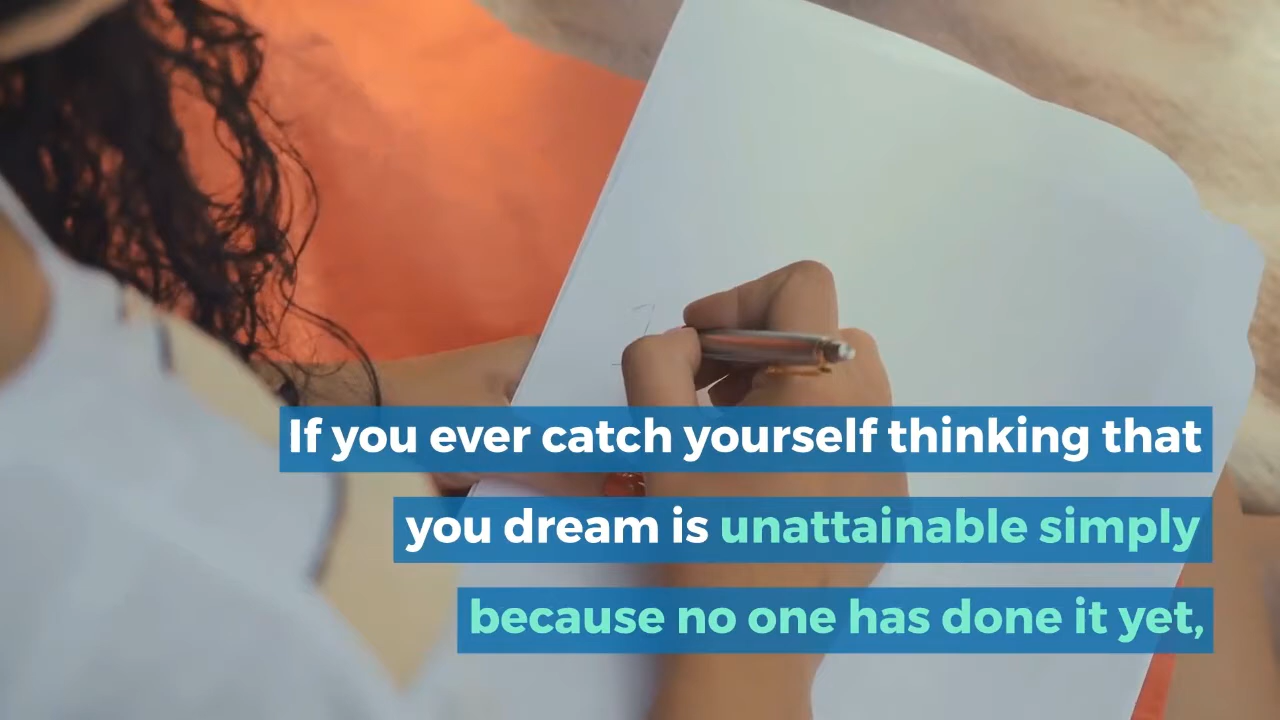 If you ever catch yourself thinking that
you dream is unattainable simply
because no one has done it yet,